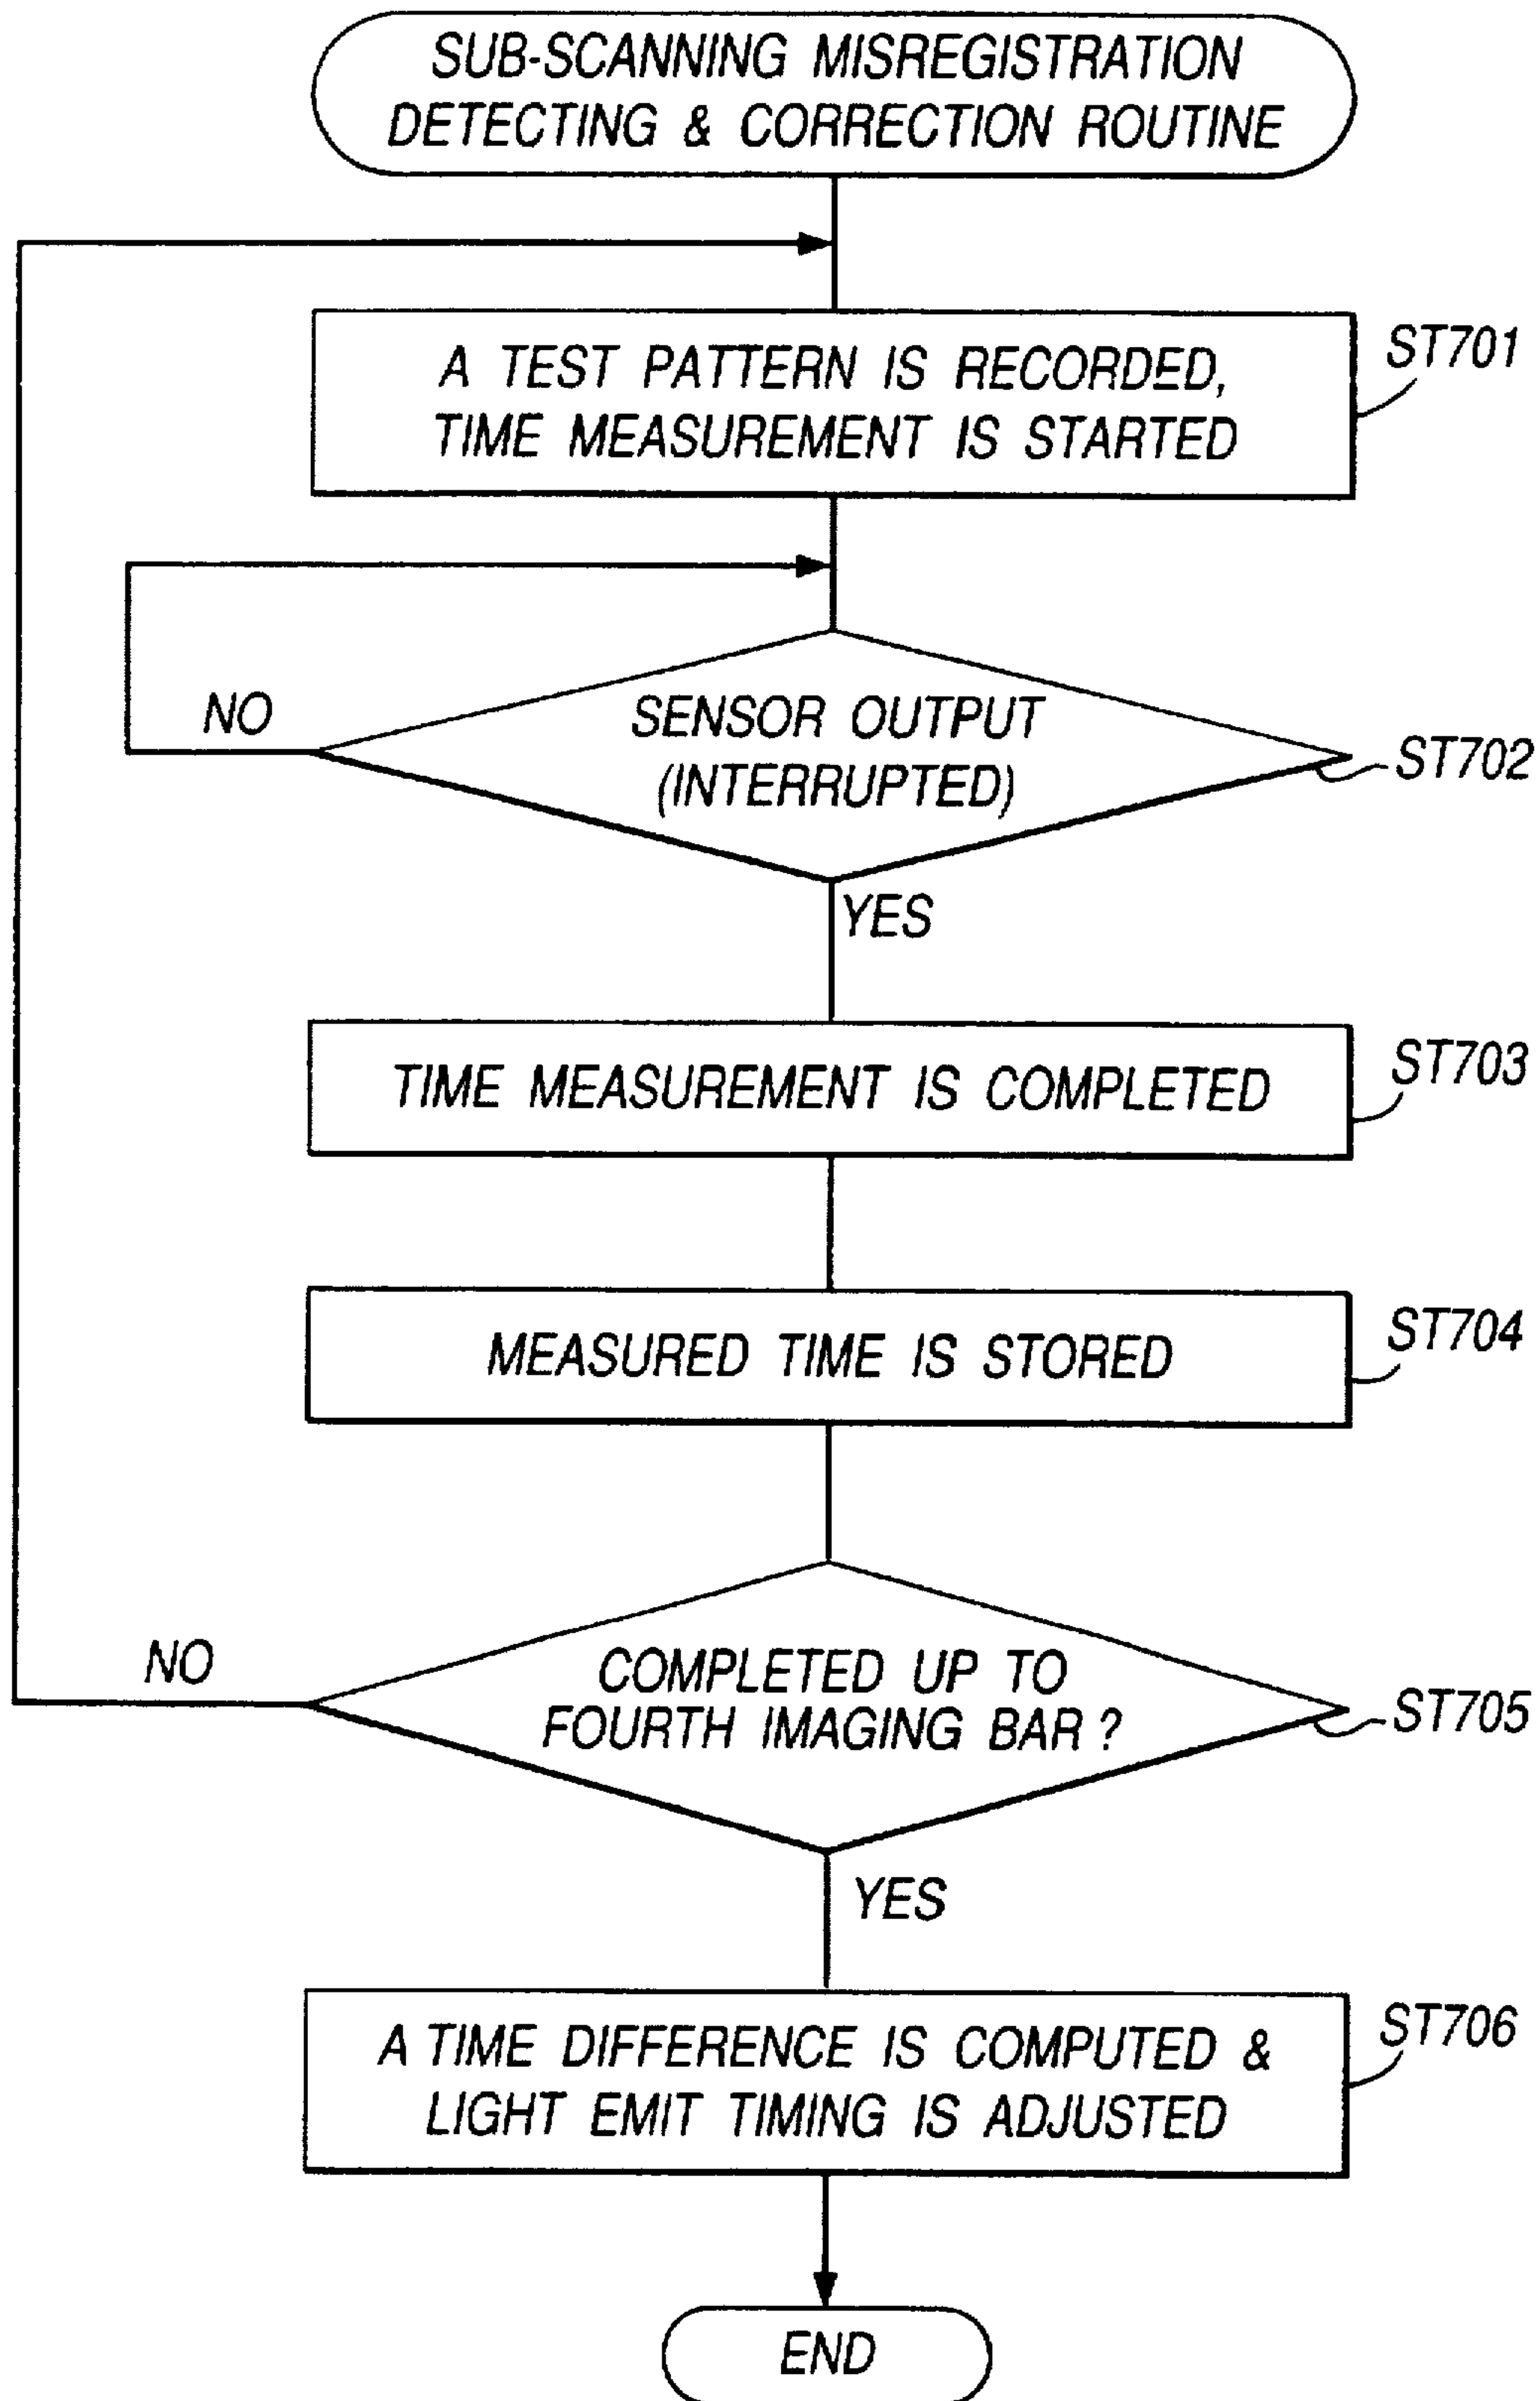 SUB-SCANNING MISREGISTRATION
DETECTING & CORRECTION ROUTINE
A TEST PATTERN IS RECORDED,
TIME MEASUREMENT IS STARTED
ST701
SENSOR OUTPUT
(INTERRUPTED)
NO
ST702
YES
TIME MEASUREMENT IS COMPLETED
ST703
MEASURED TIME IS STORED
ST704
COMPLETED UP TO
FOURTH IMAGING BAR ?
NO
ST705
YES
A TIME DIFFERENCE IS COMPUTED &
LIGHT EMIT TIMING IS ADJUSTED
ST706
END